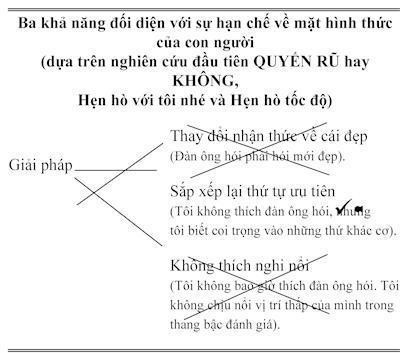 Ba khả năng đối diện với sự hạn chế về mặt hình thức
của con người
(dựa trên nghiên cứu đầu tiên QUYẾN RŨ hay
KHÔNG,
Hẹn hò với tôi nhé và Hẹn hò tốc độ)
Thay đổi nhận thức về cái đẹp
(Đàn ông hói phải hói mới đẹp).
Giải pháp
Sắp xếp lại thứ tự ưu tiên
(Tôi không thích đàn ông hói, nhưng
tôi biết coi trọng vào những thứ khác cơ).
Không thích nghi nổi
(Tôi không bao giờ thích đàn ông hói. Tôi
không chịu nổi vị trí thấp của mình trong
thang bậc đánh giá).